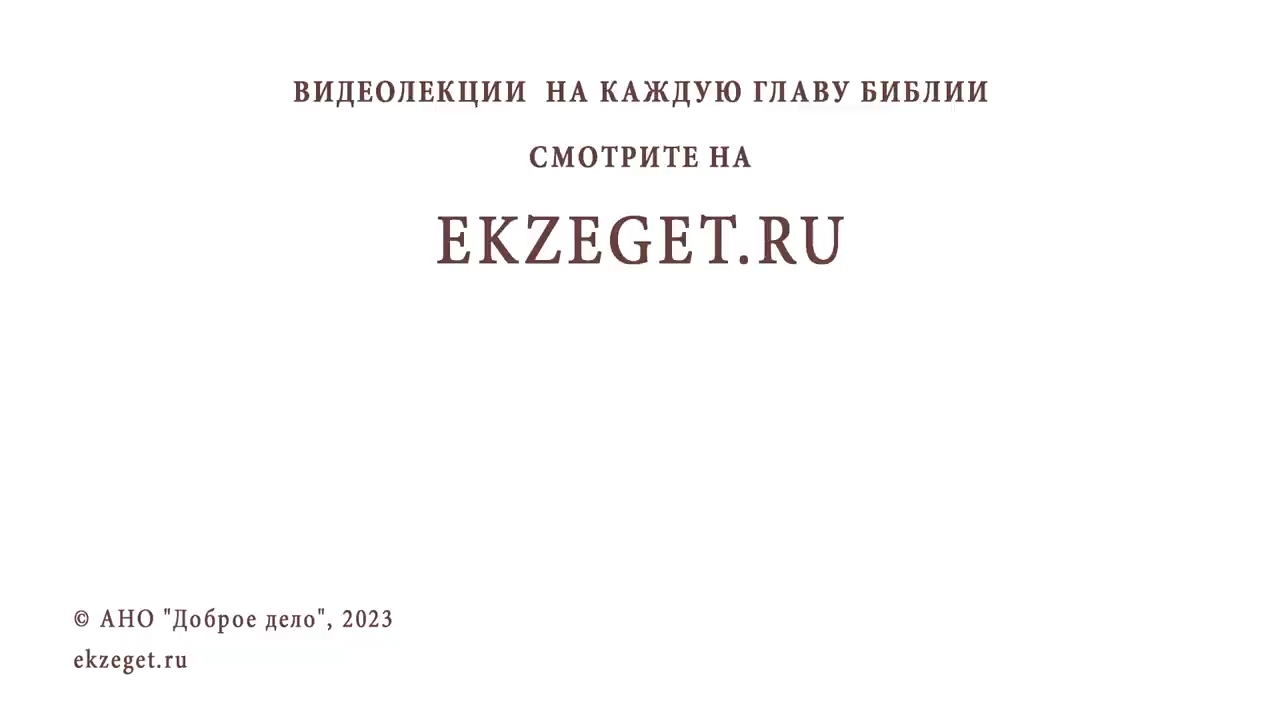 ВИДЕОЛЕКЦИИ НА КАЖДУЮ ГЛАВУ БИБЛИИ
СМОТРИТЕ НА
EKZEGET.RU
© АНО "Доброе дело", 2023
ekzeget.ru